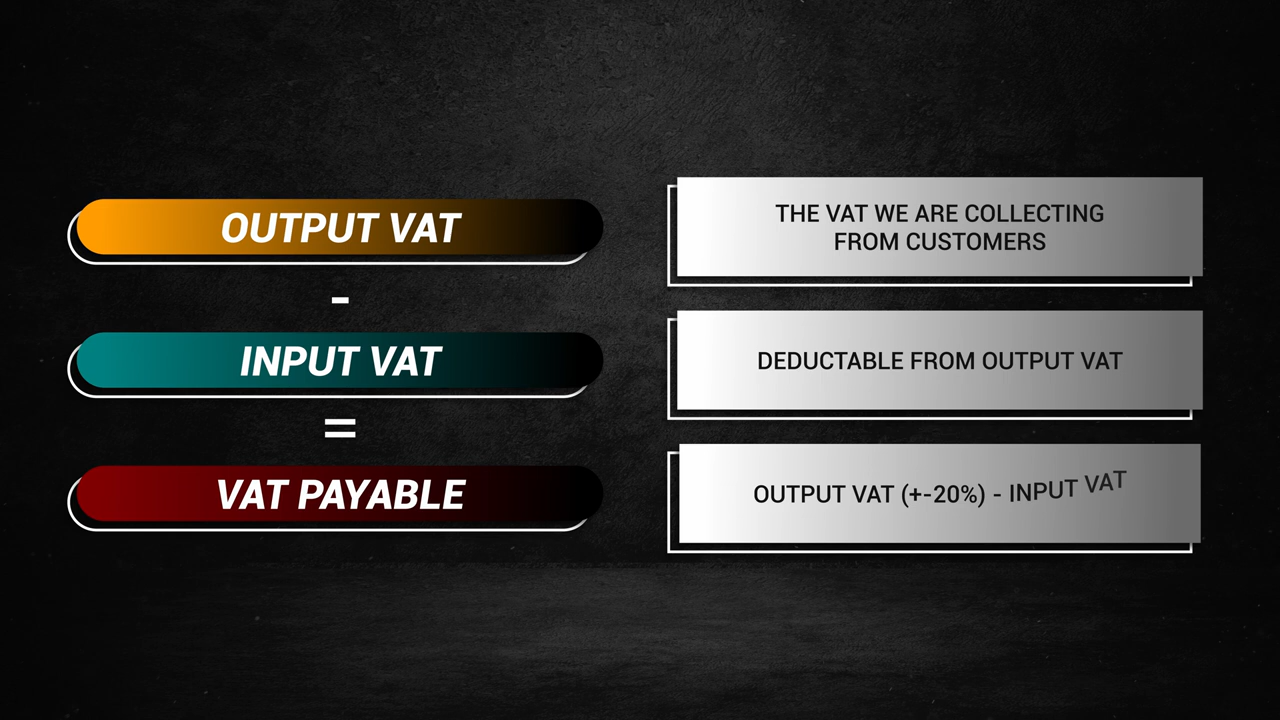 OUTPUT VAT
THE VAT WE ARE COLLECTING
FROM CUSTOMERS
-
INPUT VAT
DEDUCTABLE FROM OUTPUT VAT
=
VAT PAYABLE
OUTPUT VAT (+-20%) - INPUT VAT